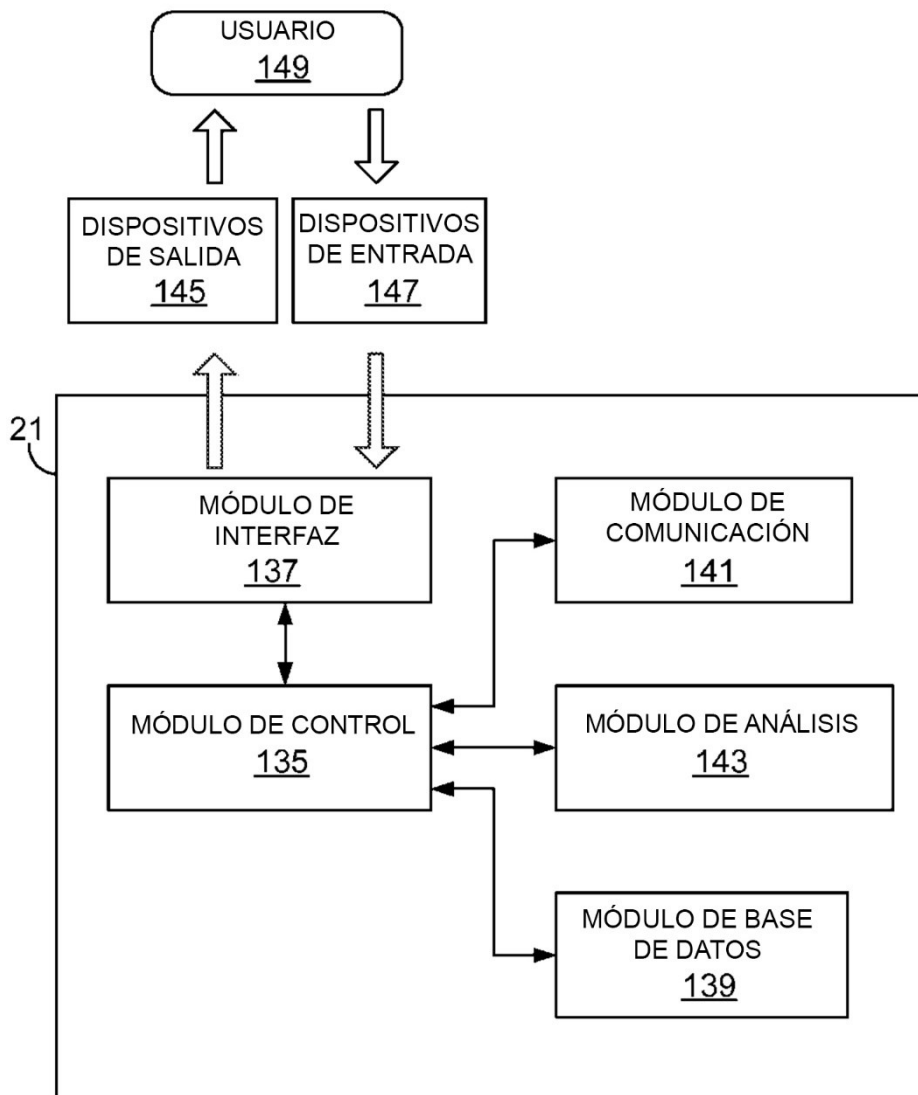 USUARIO
149
DISPOSITIVOS
DE SALIDA
145
DISPOSITIVOS
DE ENTRADA
147
21
MÓDULO DE
INTERFAZ
137
MÓDULO DE
COMUNICACIÓN
141
MÓDULO DE CONTROL
135
MÓDULO DE ANÁLISIS
143
MÓDULO DE BASE
DE DATOS
139